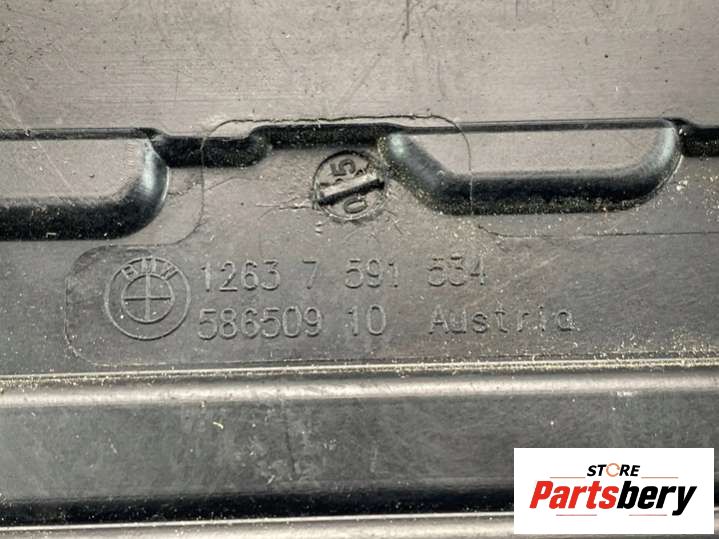 BMW
1263 7 591 534
586509 10 Austria
STORE
Partsbery